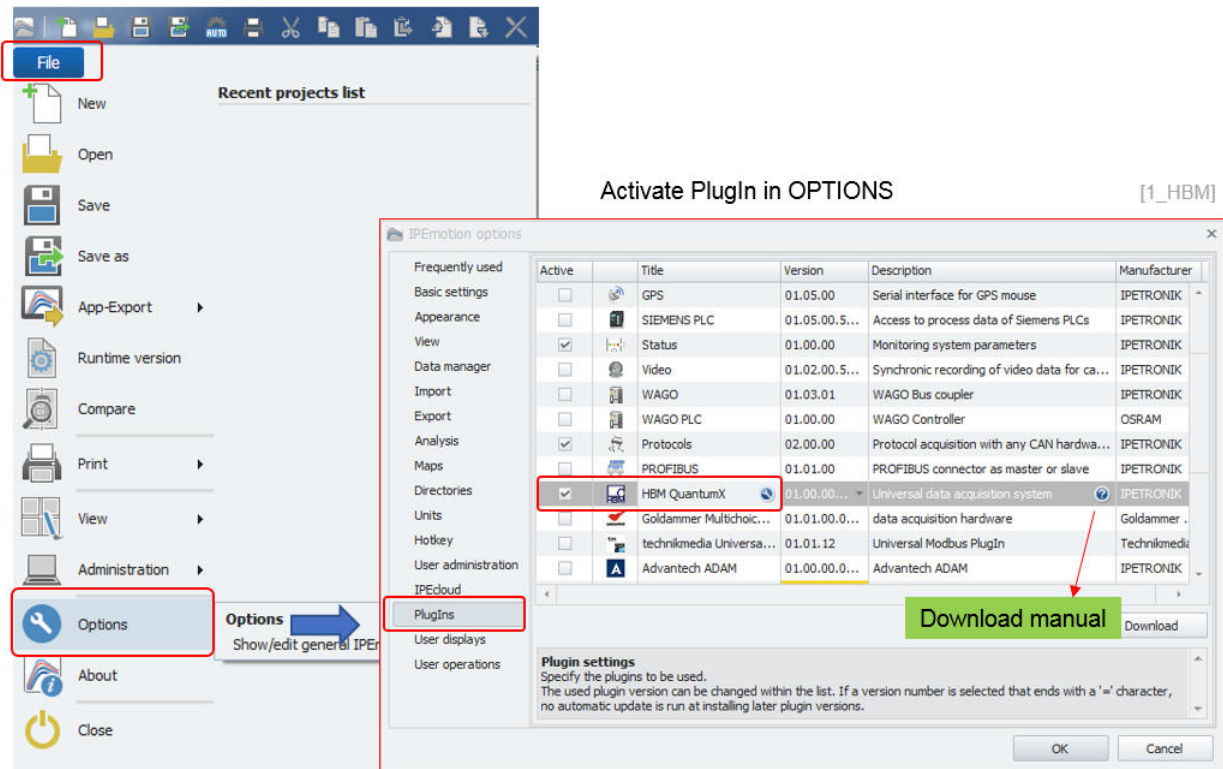 AUTO
File
New
Recent projects list
Open
Save
Save as
App-Export
Runtime version
Compare
Print
View
Administration
Options
Options
Show/edit general IPEm
About
Close
Activate PlugIn in OPTIONS
[1_HBM]
IPEmotion options
Frequently used
Basic settings
Appearance
View
Data manager
Import
Export
Analysis
Maps
Directories
Units
Hotkey
User administration
IPEcloud
PlugIns
User displays
User operations
Active Title Version Description Manufacturer
GPS 01.05.00 Serial interface for GPS mouse IPETRONIK
SIEMENS PLC 01.05.00.5... Access to process data of Siemens PLCs IPETRONIK
Status 01.00.00 Monitoring system parameters IPETRONIK
Video 01.02.00.5... Synchronic recording of video data for ca... IPETRONIK
WAGO 01.03.01 WAGO Bus coupler IPETRONIK
WAGO PLC 01.00.00 WAGO Controller OSRAM
Protocols 02.00.00 Protocol acquisition with any CAN hardwa... IPETRONIK
PROFIBUS 01.01.00 PROFIBUS connector as master or slave IPETRONIK
HBM QuantumX 01.00.00... Universal data acquisition system IPETRONIK
Goldammer Multichoic... 01.01.00.0... data acquisition hardware Goldammer .
technikmedia Universa... 01.01.12 Universal Modbus PlugIn Technikmedia
Advantech ADAM 01.00.00.0... Advantech ADAM IPETRONIK
Download manual
Download
Plugin settings
Specify the plugins to be used.
The used plugin version can be changed within the list. If a version number is selected that ends with a '=' character,
no automatic update is run at installing later plugin versions.
OK Cancel